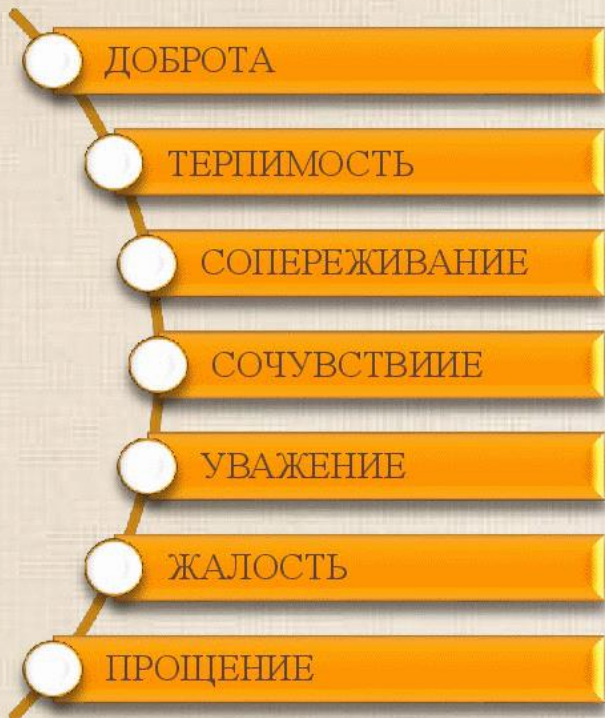 ДОБРОТА
ТЕРПИМОСТЬ
СОПЕРЕЖИВАНИЕ
СОЧУВСТВИИЕ
УВАЖЕНИЕ
ЖАЛОСТЬ
ПРОЩЕНИЕ